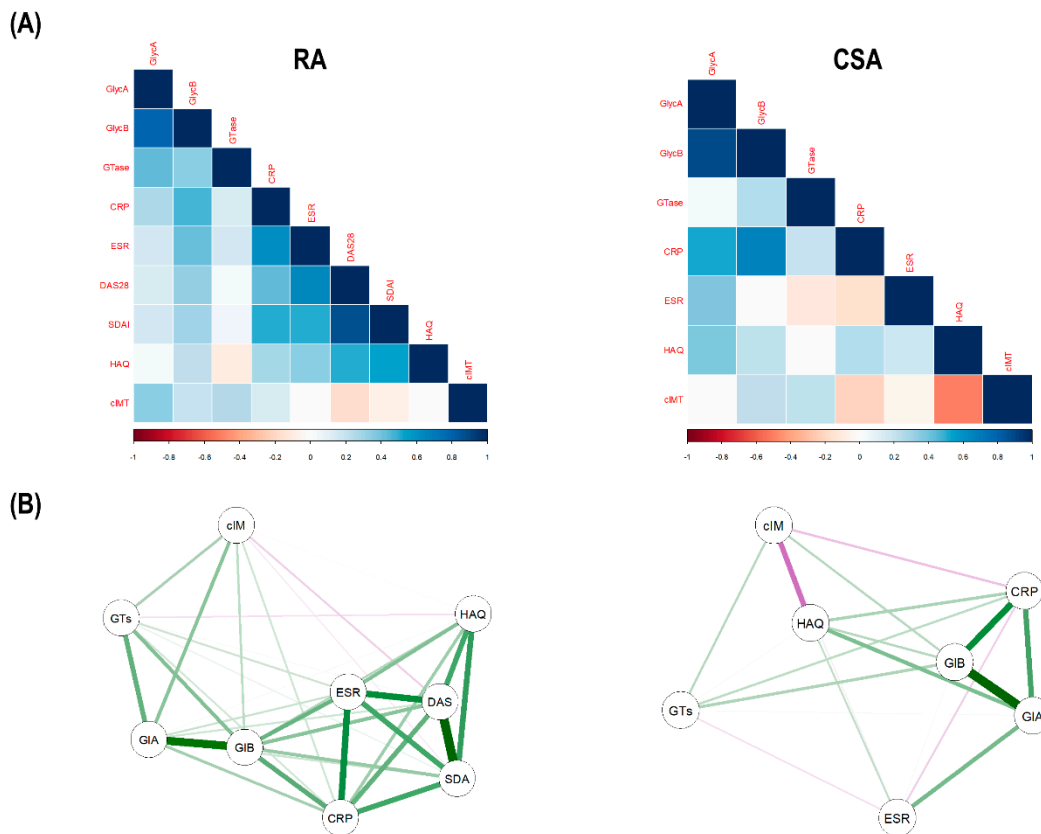 (A)
RA
GlycA
GlycB
GTase
CRP
ESR
DAS28
SDAI
HAQ
cIMT
GlycA
GlycB
GTase
CRP
ESR
DAS28
SDAI
HAQ
cIMT
-1 -0.8 -0.6 -0.4 -0.2 0 0.2 0.4 0.6 0.8 1
CSA
GlycA
GlycB
GTase
CRP
ESR
HAQ
cIMT
GlycA
GlycB
GTase
CRP
ESR
HAQ
cIMT
-1 -0.8 -0.6 -0.4 -0.2 0 0.2 0.4 0.6 0.8 1
(B)
cIM
GTs
HAQ
ESR
DAS
GlA
GlB
SDA
CRP
cIM
CRP
HAQ
GlB
GTs
GlA
ESR